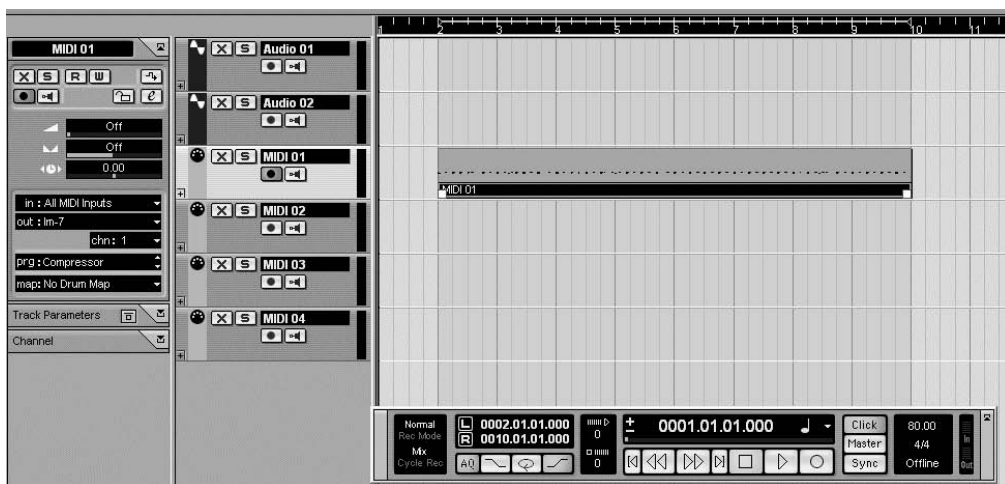 1 2 3 4 5 6 7 8 9 10 11
MIDI 01
X S R W
e
Off
Off
0.00
in : All MIDI Inputs
out : lm-7
chn: 1
prg: Compressor
map: No Drum Map
Track Parameters
Channel
X S Audio 01
X S Audio 02
X S MIDI 01
X S MIDI 02
X S MIDI 03
X S MIDI 04
MIDI 01
Normal
Rec Mode
Mix
Cycle Rec
L 0002.01.01.000
R 0010.01.01.000
AQ
0
0
0001.01.01.000
Click
Master
Sync
80.00
4/4
Offline
In
Out